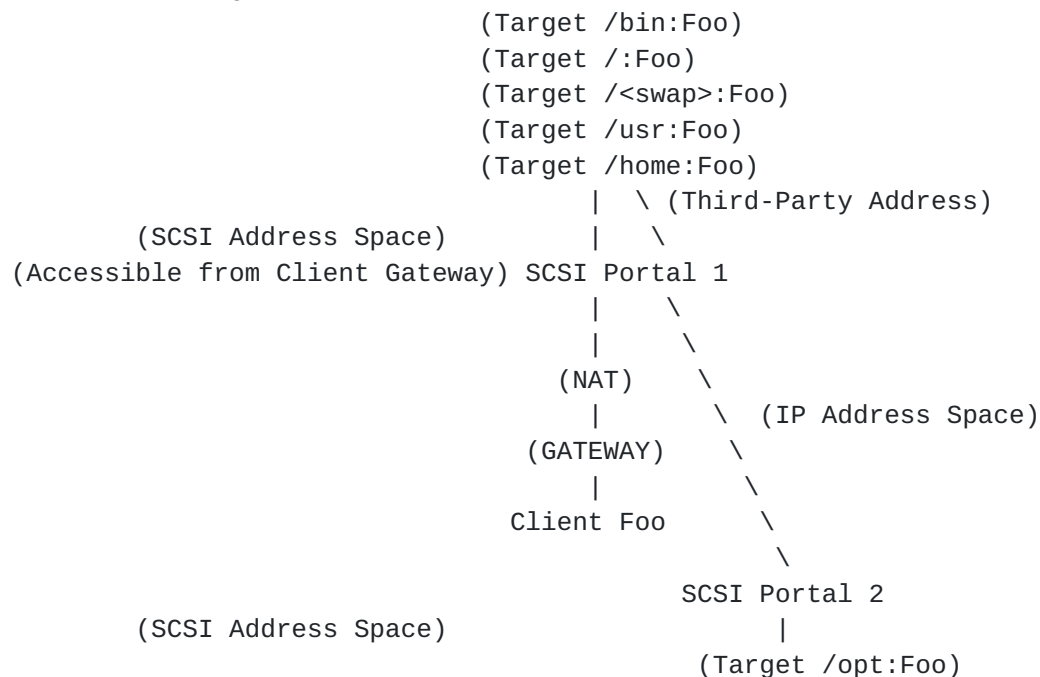 (Target /bin:Foo)
(Target /:Foo)
(Target /<swap>:Foo)
(Target /usr:Foo)
(Target /home:Foo)
| \ (Third-Party Address)
(SCSI Address Space) | \
(Accessible from Client Gateway) SCSI Portal 1
| \
| \
(NAT) \
| \ (IP Address Space)
(GATEWAY) \
| \
Client Foo \
\
SCSI Portal 2
(SCSI Address Space) |
(Target /opt:Foo)